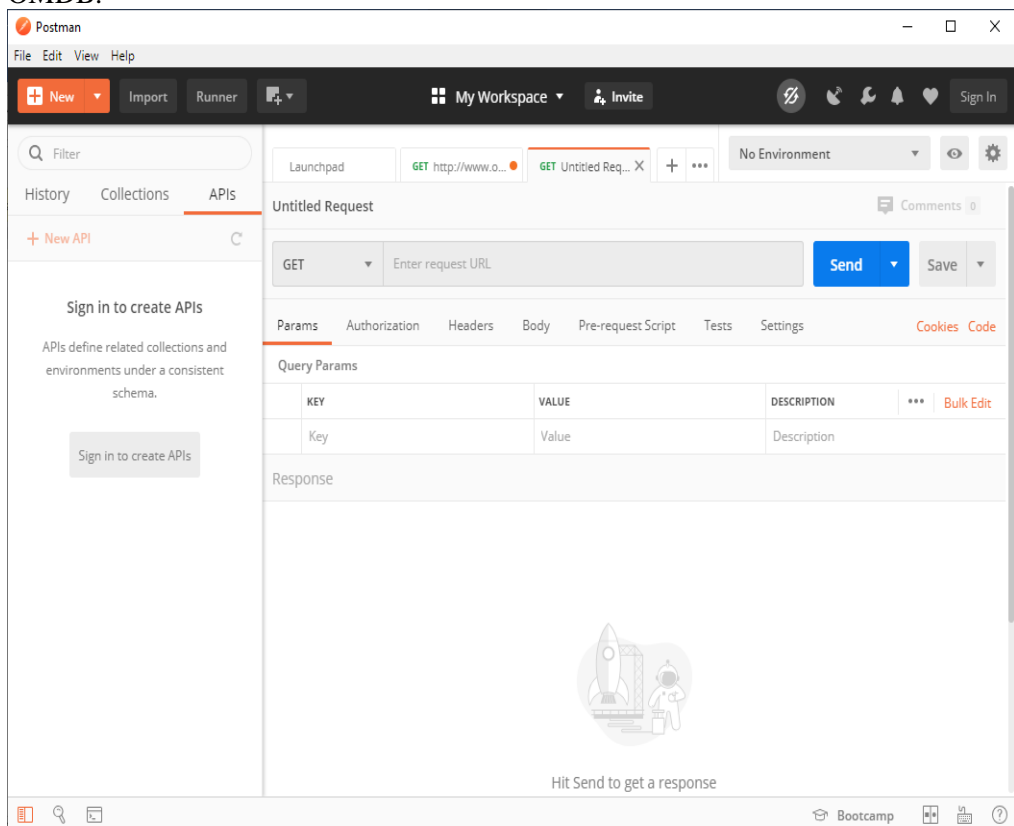 OMDB.
Postman
File Edit View Help
New Import Runner My Workspace Invite Sign In
Filter
History Collections APIs
+ New API
Sign in to create APIs
APIs define related collections and
environments under a consistent
schema.
Sign in to create APIs
Launchpad GET http://www.o... GET Untitled Req... X + ••• No Environment
Untitled Request Comments 0
GET Enter request URL Send Save
Params Authorization Headers Body Pre-request Script Tests Settings Cookies Code
Query Params
KEY VALUE DESCRIPTION ••• Bulk Edit
Key Value Description
Response
Hit Send to get a response
Bootcamp